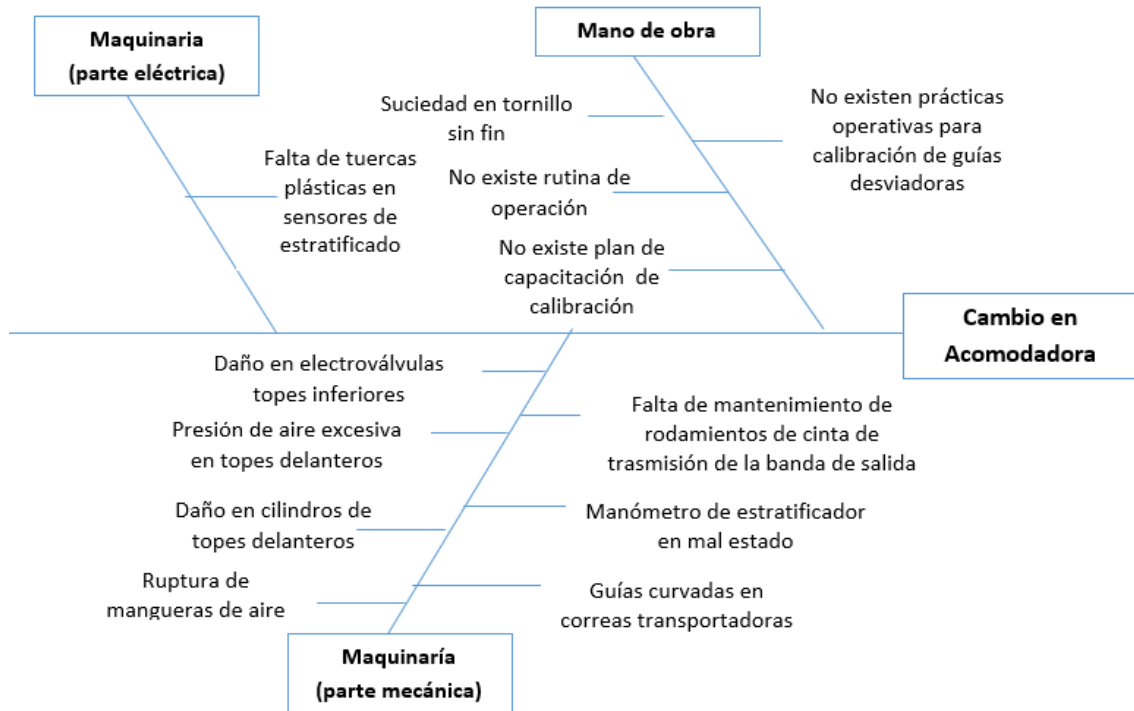 Maquinaria
(parte eléctrica)
Mano de obra
Suciedad en tornillo
sin fin
No existen prácticas
operativas para
calibración de guías
desviadoras
Falta de tuercas
plásticas en
sensores de
estratificado
No existe rutina de
operación
No existe plan de
capacitación de
calibración
Cambio en
Acomodadora
Daño en electroválvulas
topes inferiores
Falta de mantenimiento de
rodamientos de cinta de
trasmisión de la banda de salida
Presión de aire excesiva
en topes delanteros
Daño en cilindros de
topes delanteros
Manómetro de estratificador
en mal estado
Ruptura de
mangueras de aire
Guías curvadas en
correas transportadoras
Maquinaría
(parte mecánica)